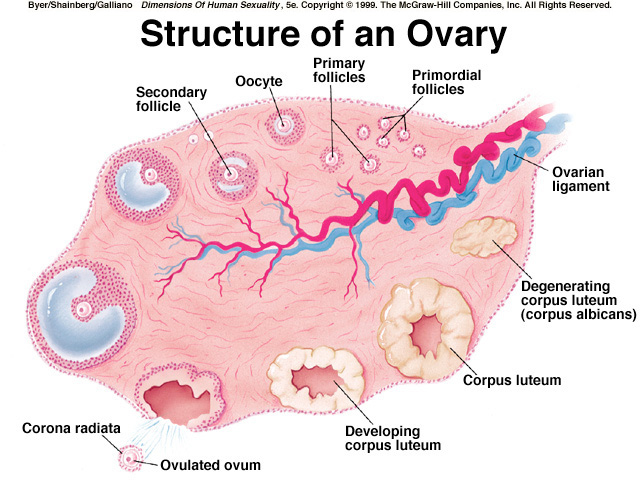 Byer/Shainberg/Galliano Dimensions Of Human Sexuality, 5e. Copyright © 1999. The McGraw-Hill Companies, Inc. All Rights Reserved.
Structure of an Ovary
Secondary
follicle
Oocyte
Primary
follicles
Primordial
follicles
Ovarian
ligament
Degenerating
corpus luteum
(corpus albicans)
Corpus luteum
Developing
corpus luteum
Corona radiata
Ovulated ovum